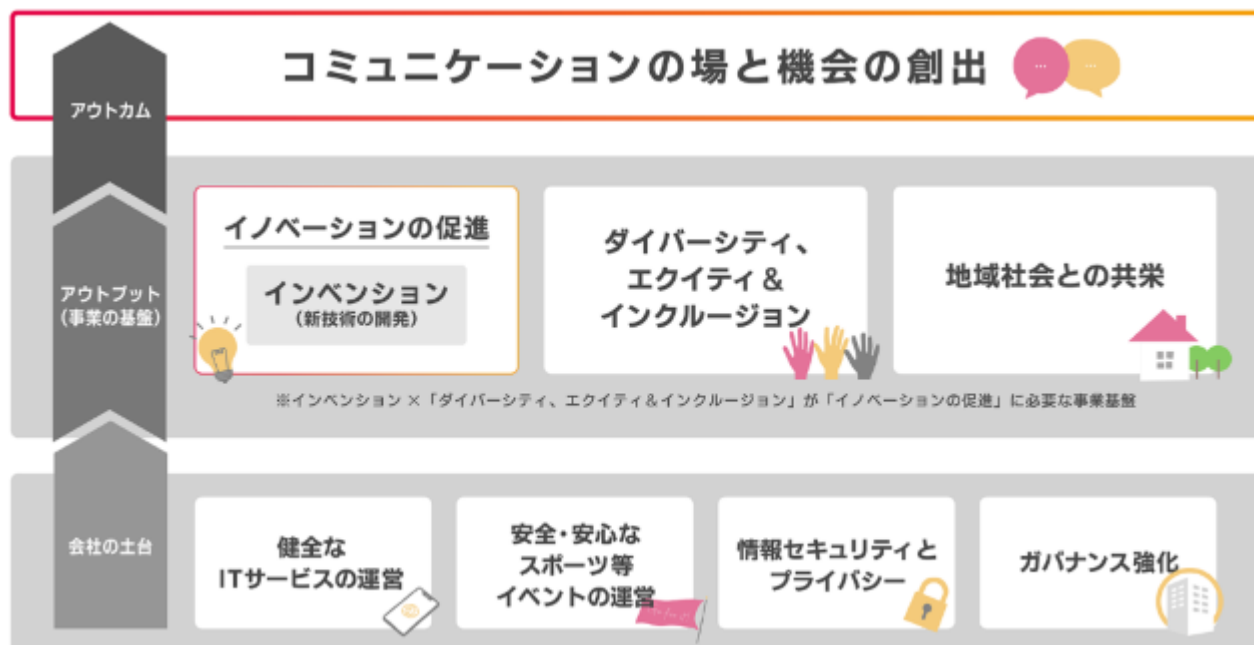 コミュニケーションの場と機会の創出
アウトカム
イノベーションの促進
インベンション
(新技術の開発)
ダイバーシティ、
エクイティ&
インクルージョン
地域社会との共栄
アウトプット
(事業の基盤)
※インベンション×「ダイバーシティ、エクイティ&インクルージョン」が「イノベーションの促進」に必要な事業基盤
会社の土台
健全な
ITサービスの運営
安全・安心な
スポーツ等
イベントの運営
情報セキュリティと
プライバシー
ガバナンス強化